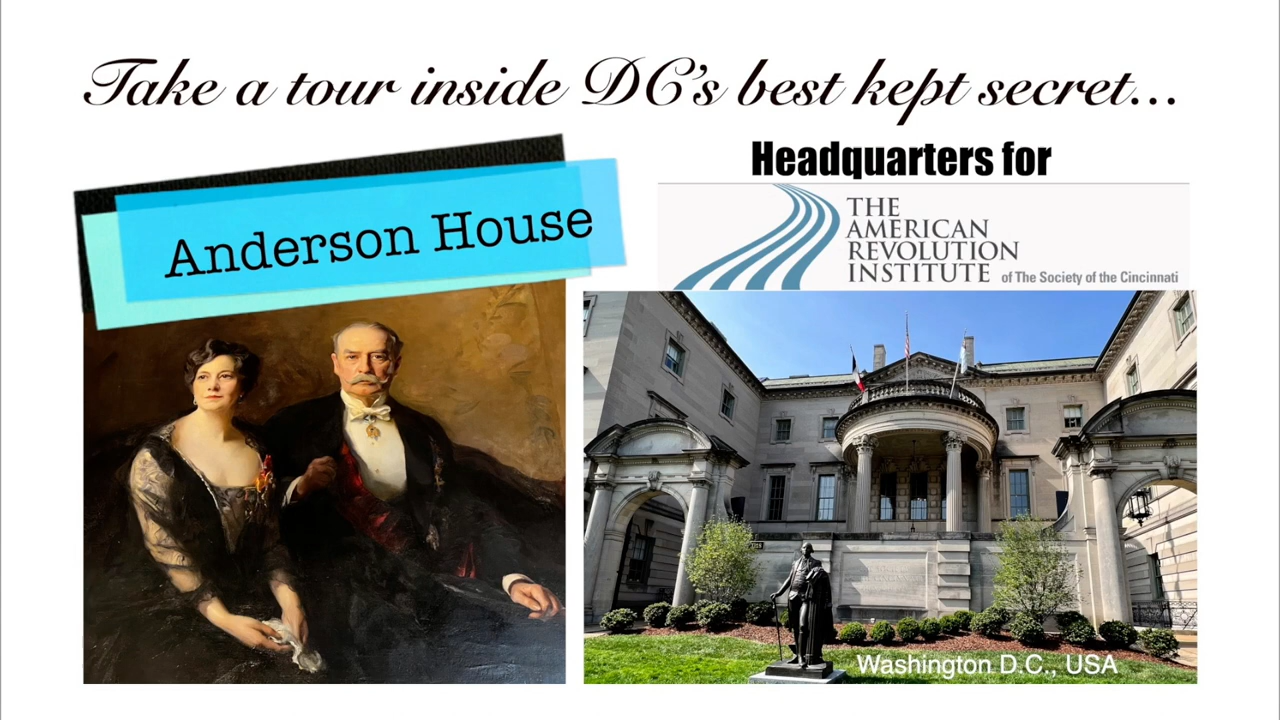 Take a tour inside DC's best kept secret...
Anderson House
Headquarters for
THE
AMERICAN
REVOLUTION
INSTITUTE of The Society of the Cincinnati
Washington D.C., USA